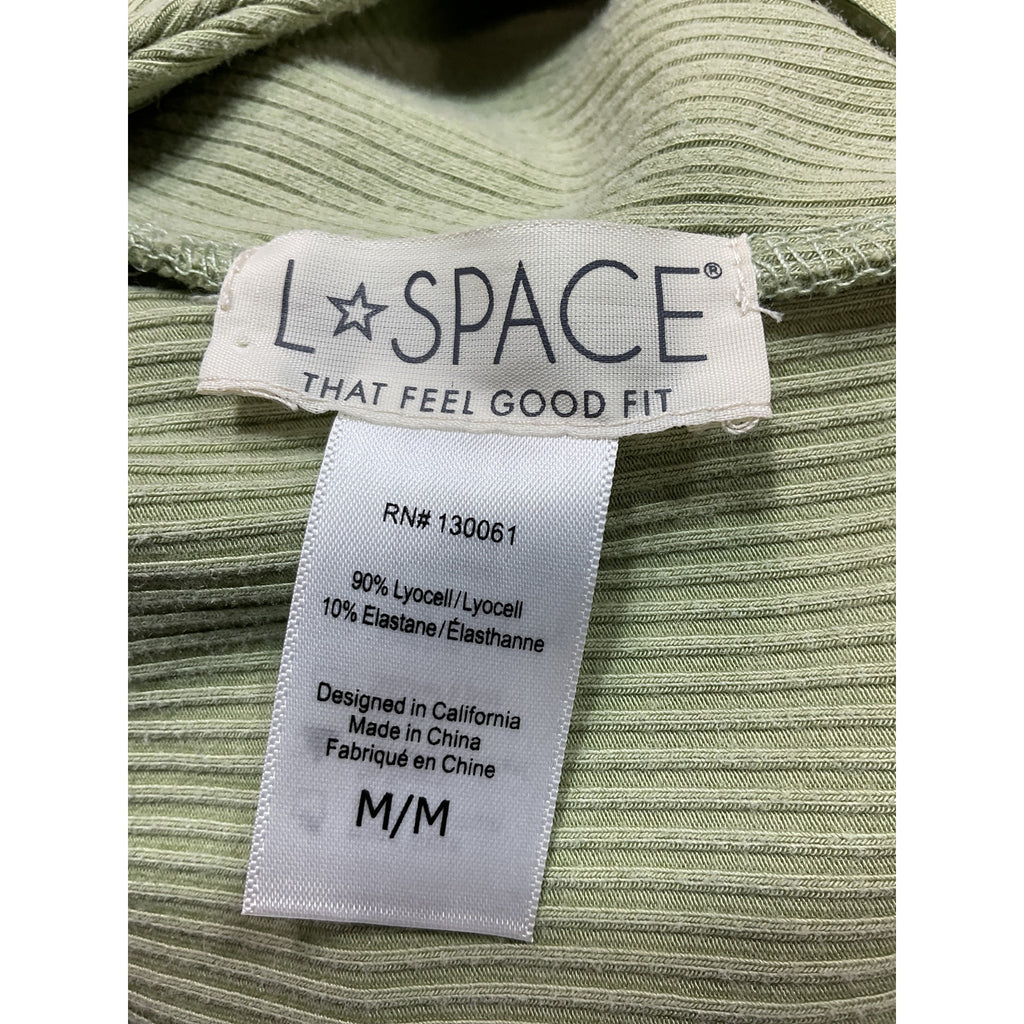 L☆SPACE®
THAT FEEL GOOD FIT
RN# 130061
90% Lyocell/Lyocell
10% Elastane/Élasthanne
Designed in California
Made in China
Fabriqué en Chine
M/M